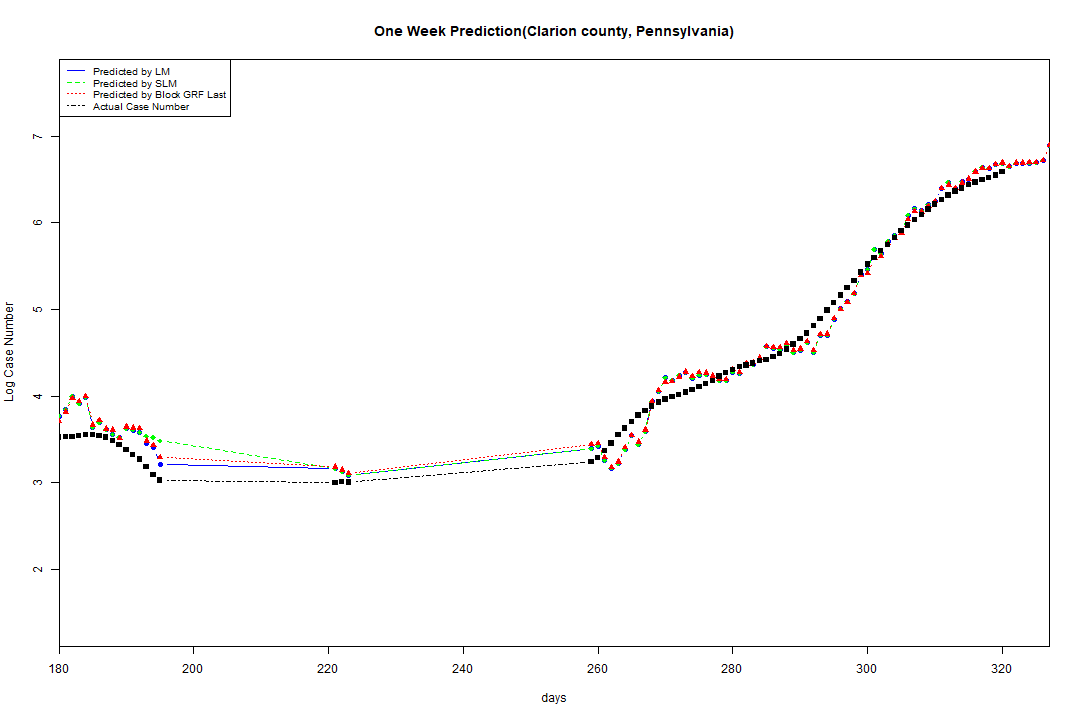 One Week Prediction(Clarion county, Pennsylvania)
Predicted by LM
Predicted by SLM
Predicted by Block GRF Last
Actual Case Number
Log Case Number
7
6
5
4
3
2
180 200 220 240 260 280 300 320
days